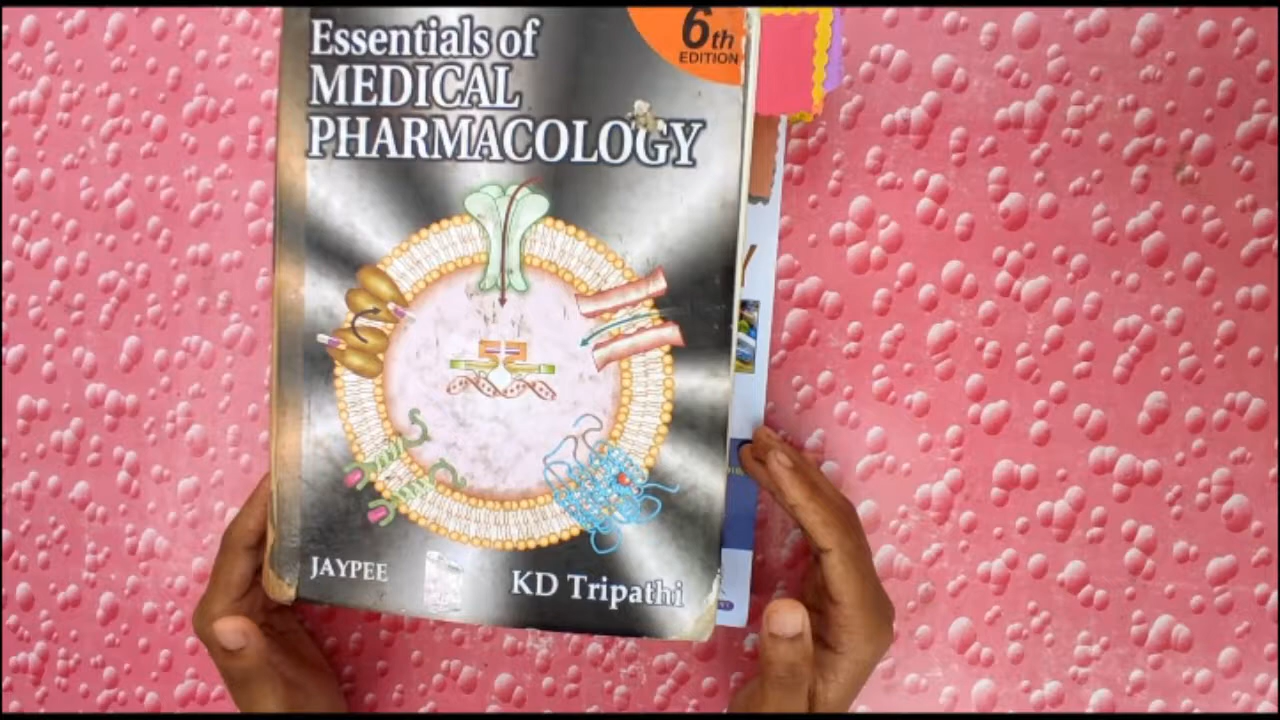 6th
EDITION
Essentials of
MEDICAL
PHARMACOLOGY
Y
JAYPEE
KD Tripathi